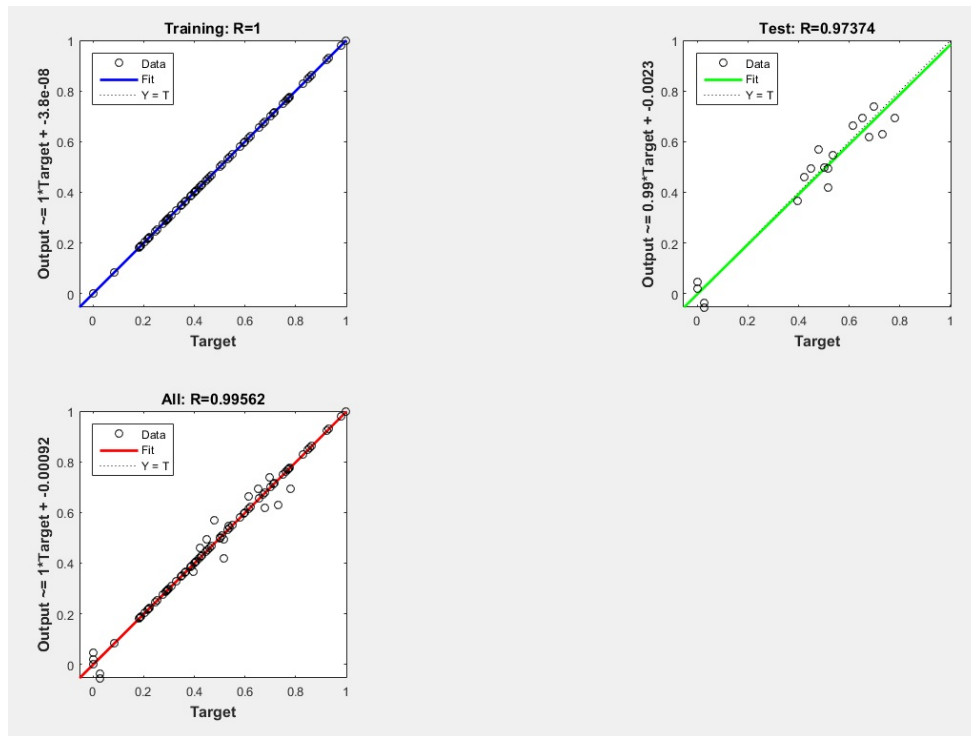 Training: R=1
Output ~= 1*Target + -3.8e-08
1
0.8
0.6
0.4
0.2
0
Data
Fit
Y = T
0 0.2 0.4 0.6 0.8 1
Target
Test: R=0.97374
Output ~= 0.99*Target + -0.0023
1
0.8
0.6
0.4
0.2
0
Data
Fit
Y = T
0 0.2 0.4 0.6 0.8 1
Target
All: R=0.99562
Output ~= 1*Target + -0.00092
1
0.8
0.6
0.4
0.2
0
Data
Fit
Y = T
0 0.2 0.4 0.6 0.8 1
Target